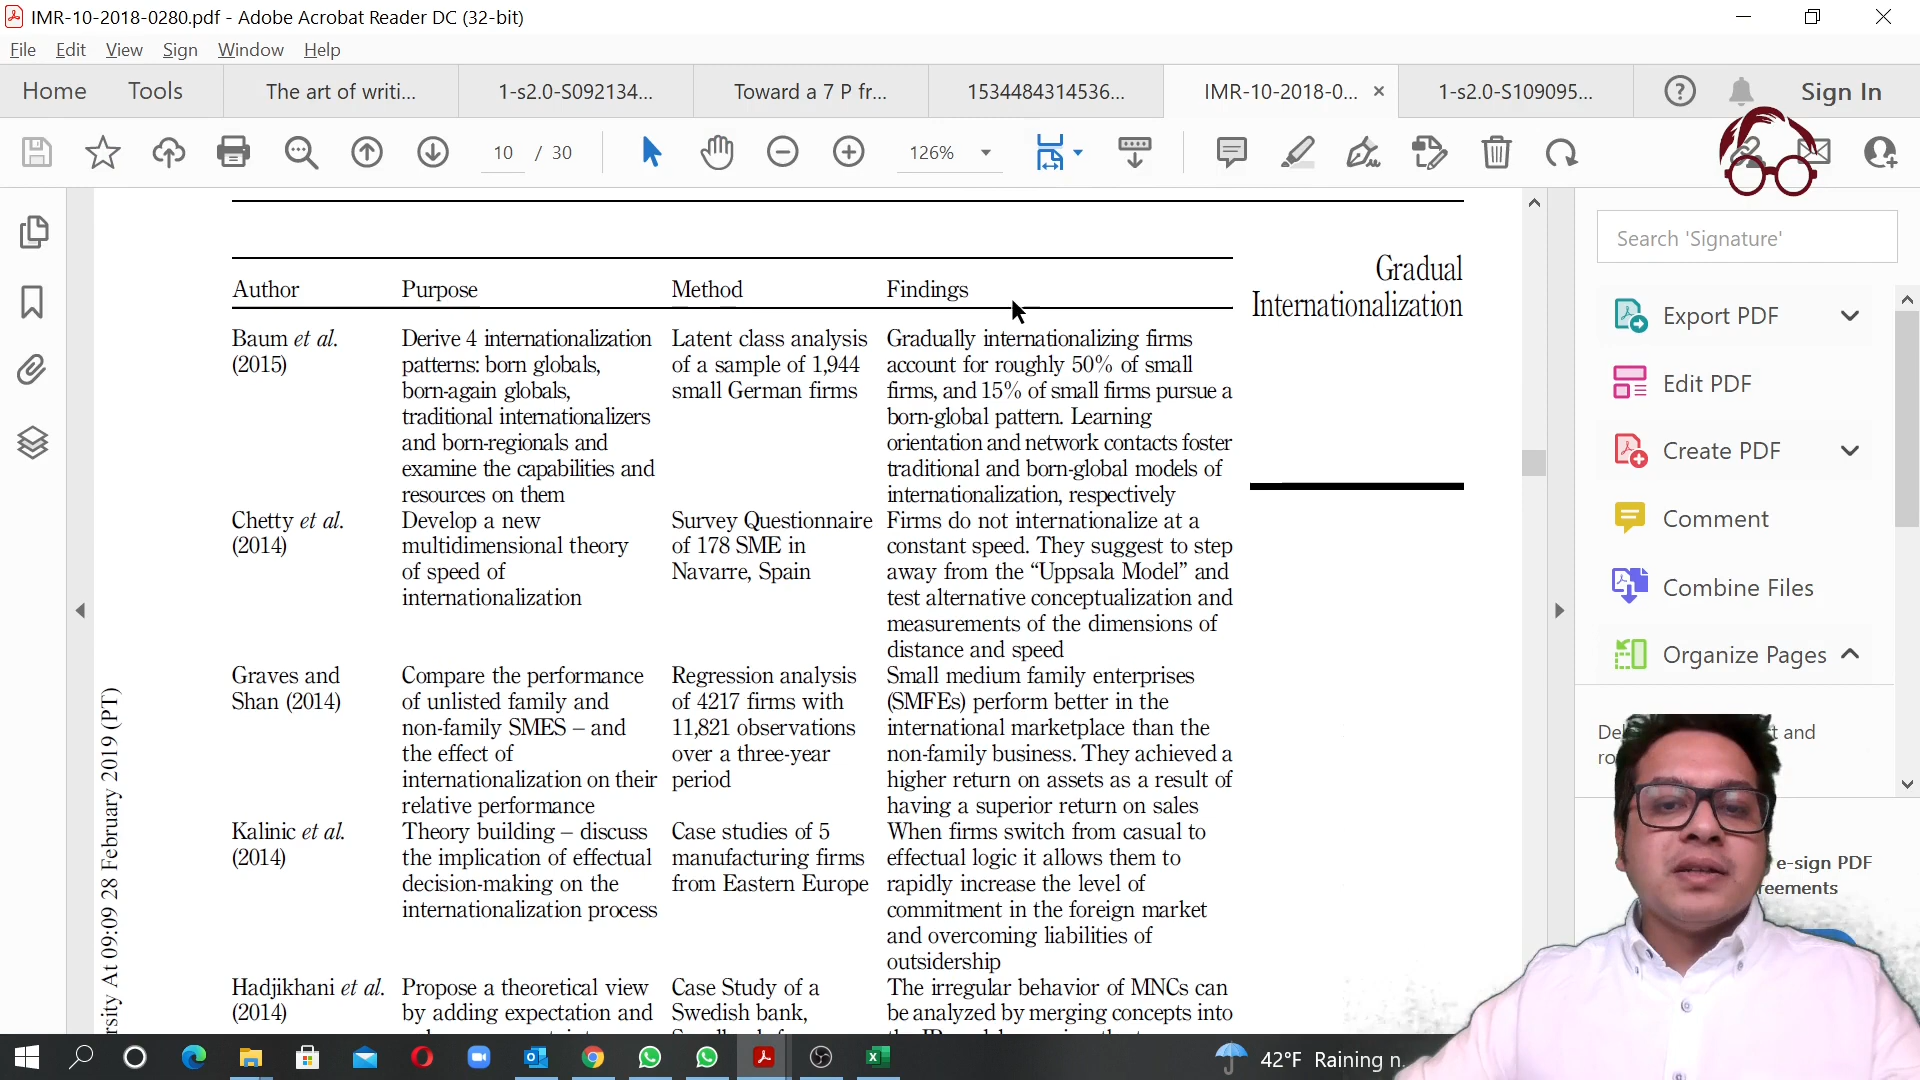 IMR-10-2018-0280.pdf - Adobe Acrobat Reader DC (32-bit)
File Edit View Sign Window Help
Home Tools The art of writi... 1-s2.0-S092134... Toward a 7 P fr... 1534484314536... IMR-10-2018-0... × 1-s2.0-S109095... Sign In
10 / 30 126%
Search 'Signature'
Export PDF
Edit PDF
Create PDF
Comment
Combine Files
Organize Pages
t and
e-sign PDF
reements
Gradual
Internationalization
Author Purpose Method Findings
Baum et al. Derive 4 internationalization Latent class analysis Gradually internationalizing firms
(2015) patterns: born globals, of a sample of 1,944 account for roughly 50% of small
born-again globals, small German firms firms, and 15% of small firms pursue a
traditional internationalizers born-global pattern. Learning
and born-regionals and orientation and network contacts foster
examine the capabilities and traditional and born-global models of
resources on them internationalization, respectively
Chetty et al. Develop a new Survey Questionnaire Firms do not internationalize at a
(2014) multidimensional theory of 178 SME in constant speed. They suggest to step
of speed of Navarre, Spain away from the “Uppsala Model” and
internationalization test alternative conceptualization and
measurements of the dimensions of
distance and speed
Graves and Compare the performance Regression analysis Small medium family enterprises
Shan (2014) of unlisted family and of 4217 firms with (SMFEs) perform better in the
non-family SMES – and 11,821 observations international marketplace than the
the effect of over a three-year non-family business. They achieved a
internationalization on their period higher return on assets as a result of
relative performance having a superior return on sales
Kalinic et al. Theory building – discuss Case studies of 5 When firms switch from casual to
(2014) the implication of effectual manufacturing firms effectual logic it allows them to
decision-making on the from Eastern Europe rapidly increase the level of
internationalization process commitment in the foreign market
and overcoming liabilities of
outsidership
Hadjikhani et al. Propose a theoretical view Case Study of a The irregular behavior of MNCs can
(2014) by adding expectation and Swedish bank, be analyzed by merging concepts into
rsity At 09:09 28 February 2019 (PT)
42°F Raining n...